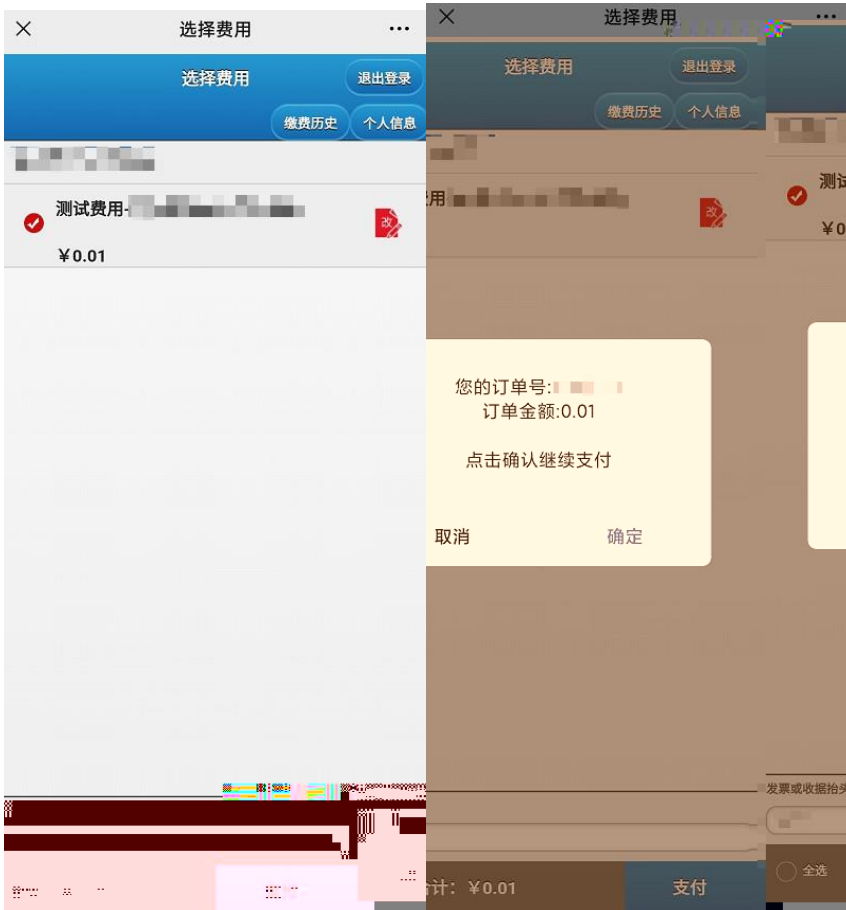 选择费用
选择费用
退出登录
缴费历史
个人信息
测试费用-
改
￥0.01
选择费用
选择费用
退出登录
缴费历史
个人信息
用
改
您的订单号:
订单金额:0.01
点击确认继续支付
取消
确定
计：￥0.01
支付
测试
￥0
发票或收据抬头
全选